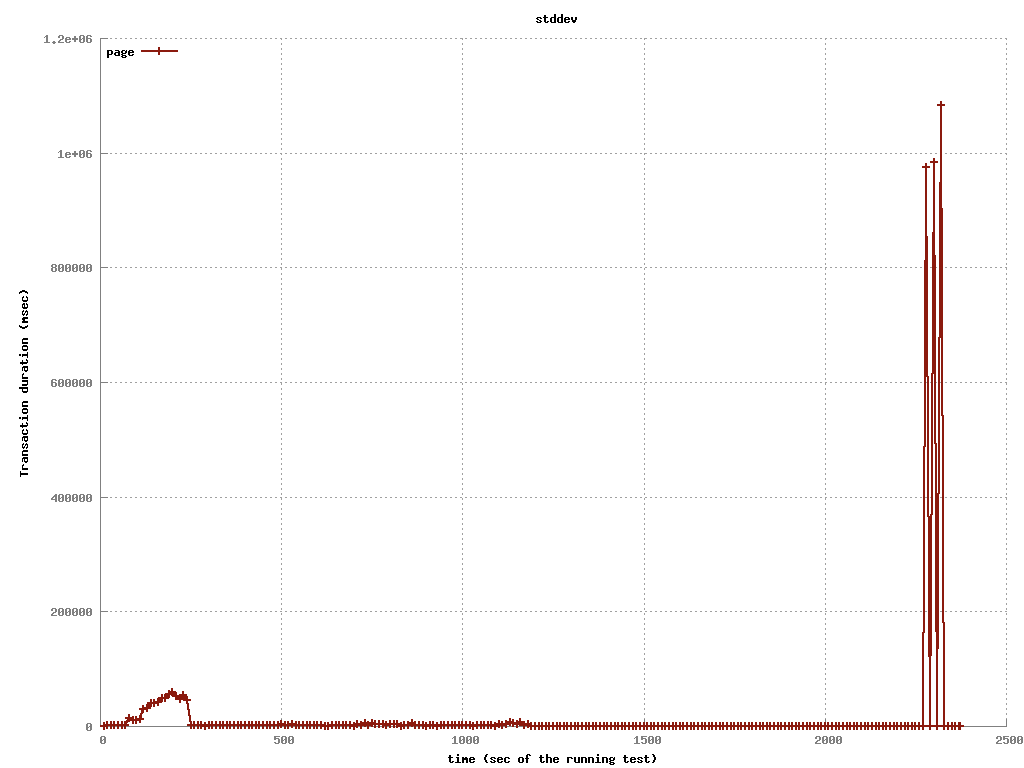 stddev
1.2e+06
page
1e+06
800000
600000
400000
200000
0
Transaction duration (msec)
0 500 1000 1500 2000 2500
time (sec of the running test)